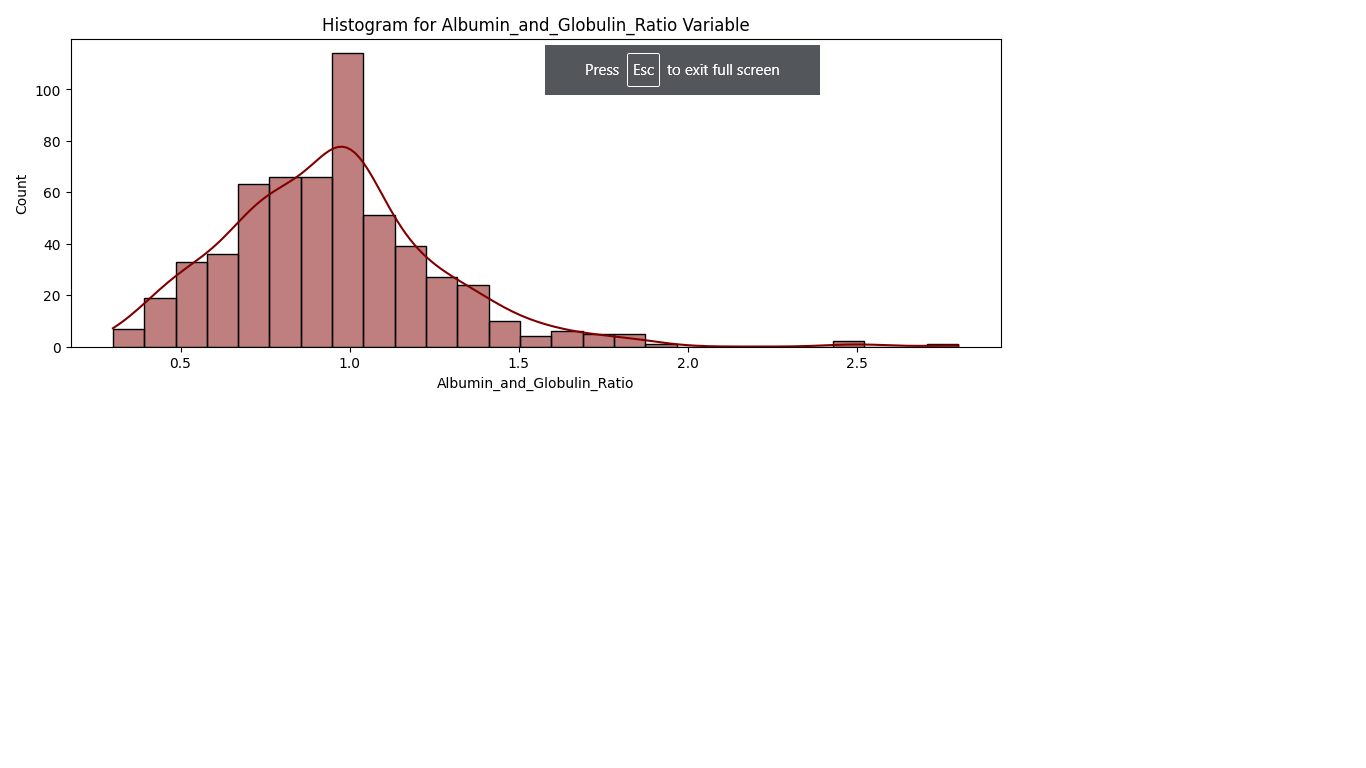 Histogram for Albumin_and_Globulin_Ratio Variable
Press Esc to exit full screen
100
80
60
40
20
0
Count
0.5 1.0 1.5 2.0 2.5
Albumin_and_Globulin_Ratio